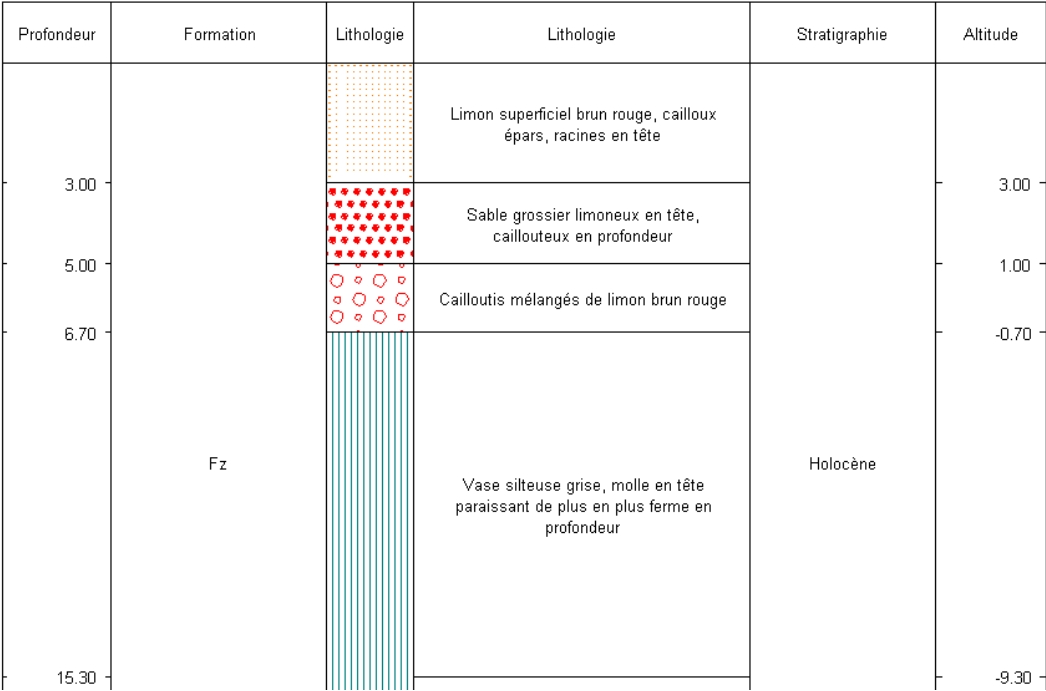 Profondeur Formation Lithologie Lithologie Stratigraphie Altitude
Limon superficiel brun rouge, cailloux
épars, racines en tête
3.00 3.00
Sable grossier limoneux en tête,
caillouteux en profondeur
5.00 1.00
Cailloutis mélangés de limon brun rouge
6.70 -0.70
Fz Holocène
Vase silteuse grise, molle en tête
paraissant de plus en plus ferme en
profondeur
15.30 -9.30